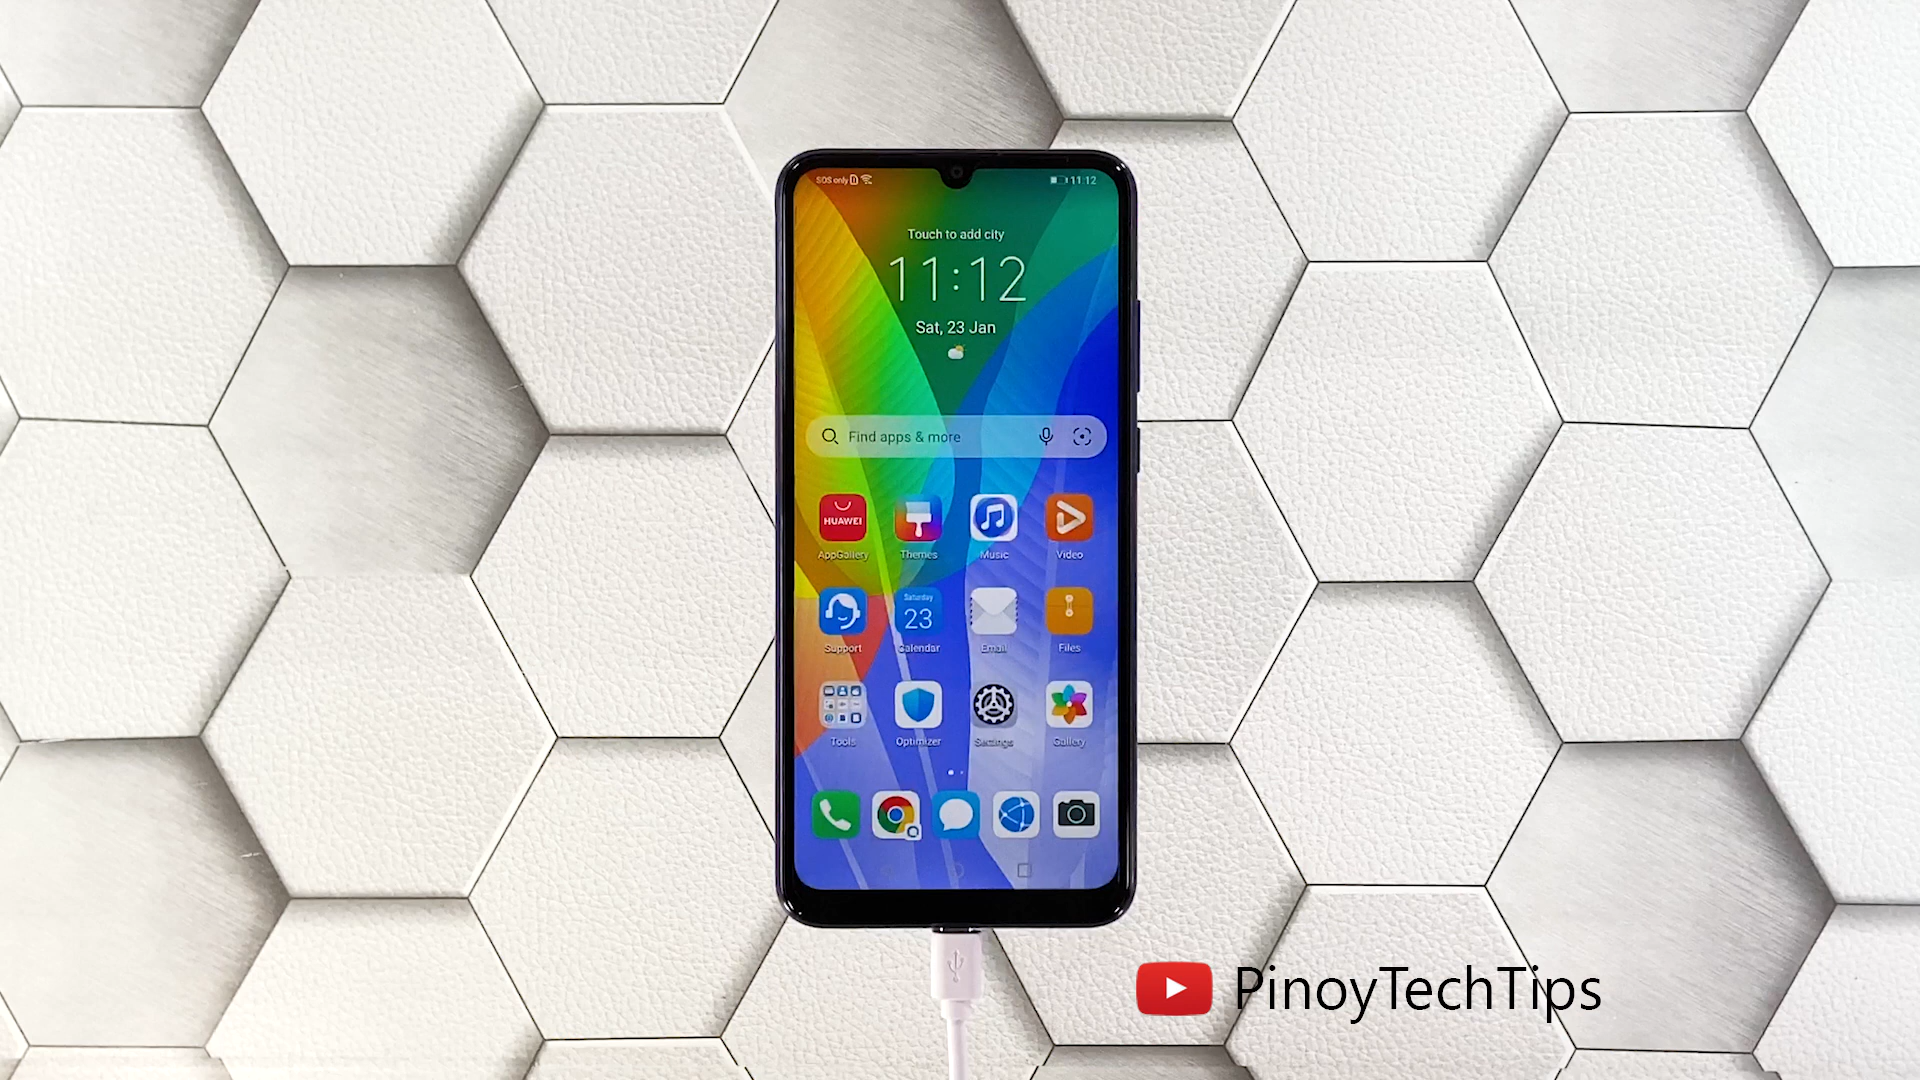 SOS only
11:12
Touch to add city
11:12
Sat, 23 Jan
Find apps & more
HUAWEI
AppGallery
Themes
Music
Video
Saturday
23
Support
Calendar
Email
Files
Tools
Optimizer
Settings
Gallery
PinoyTechTips